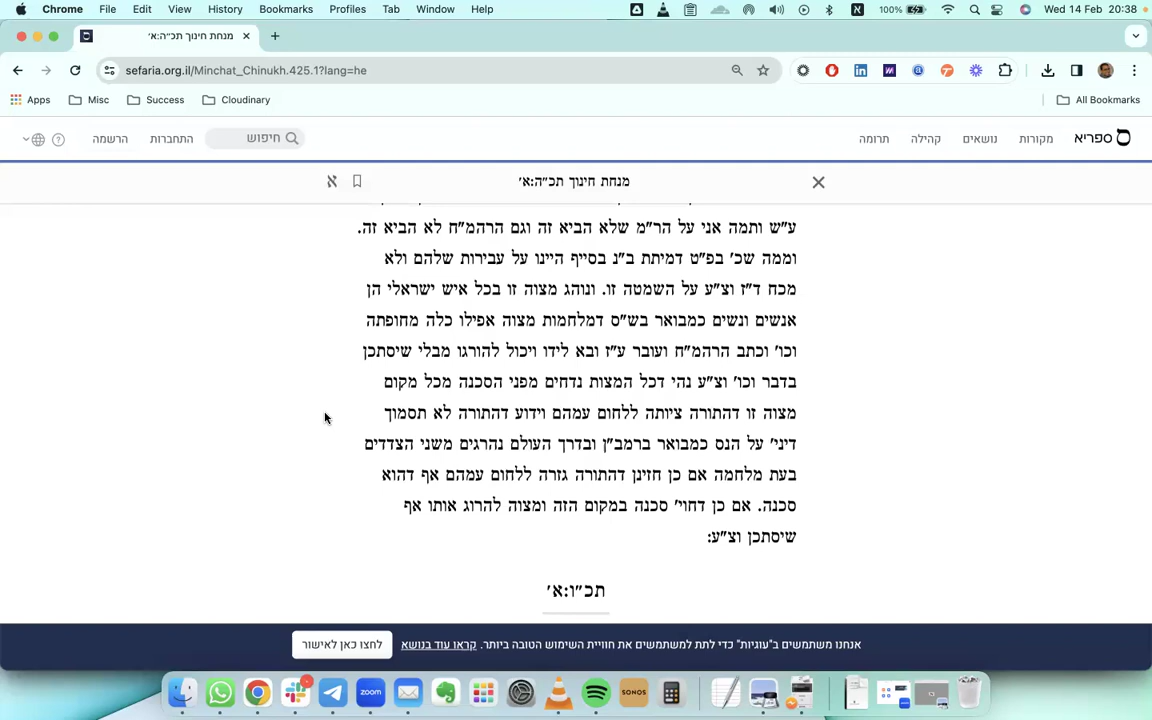 Chrome File Edit View History Bookmarks Profiles Tab Window Help 100% Wed 14 Feb 20:38
מנחת חינוך תכ״ה:א׳
sefaria.org.il/Minchat_Chinukh.425.1?lang=he
Apps Misc Success Cloudinary All Bookmarks
ספריא מקורות נושאים קהילה תרומה חיפוש התחברות הרשמה
מנחת חינוך תכ״ה:א׳
ע"ש ותמה אני על הר"מ שלא הביא זה וגם הרהמ"ח לא הביא זה.
וממה שכ' בפ"ט דמיתת ב"נ בסייף היינו על עבירות שלהם ולא
מכח ד"ז וצ"ע על השמטה זו. ונוהג מצוה זו בכל איש ישראלי הן
אנשים ונשים כמבואר בש"ס דמלחמות מצוה אפילו כלה מחופתה
וכו' וכתב הרהמ"ח ועובר ע"ז ובא לידו ויכול להורגו מבלי שיסתכן
בדבר וכו' וצ"ע נהי דכל המצות נדחים מפני הסכנה מכל מקום
מצוה זו דהתורה ציותה ללחום עמהם וידוע דהתורה לא תסמוך
דיני' על הנס כמבואר ברמב"ן ובדרך העולם נהרגים משני הצדדים
בעת מלחמה אם כן חזינן דהתורה גזרה ללחום עמהם אף דהוא
סכנה. אם כן דחוי' סכנה במקום הזה ומצוה להרוג אותו אף
שיסתכן וצ"ע:
תכ״ו:א׳
אנחנו משתמשים ב"עוגיות" כדי לתת למשתמשים את חוויית השימוש הטובה ביותר. קראו עוד בנושא לחצו כאן לאישור
zoom SONOS